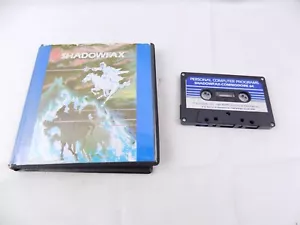 SHADOWFAX
PERSONAL COMPUTER PROGRAMS
SHADOWFAX-COMMODORE 64